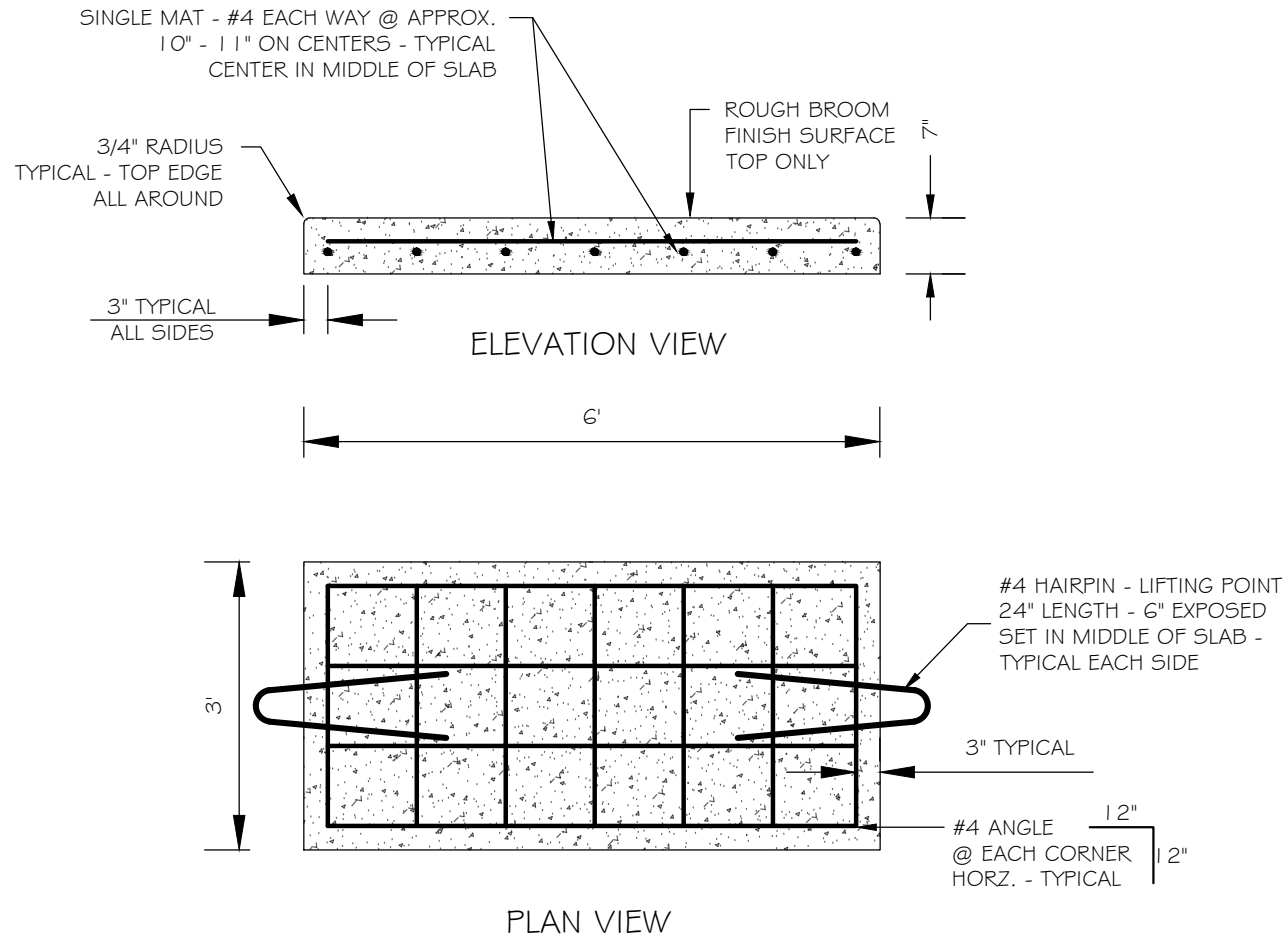 SINGLE MAT - #4 EACH WAY @ APPROX.
10" - 11" ON CENTERS - TYPICAL
CENTER IN MIDDLE OF SLAB
ROUGH BROOM
FINISH SURFACE
TOP ONLY
7"
3/4" RADIUS
TYPICAL - TOP EDGE
ALL AROUND
3" TYPICAL
ALL SIDES
ELEVATION VIEW
6'
#4 HAIRPIN - LIFTING POINT
24" LENGTH - 6" EXPOSED
SET IN MIDDLE OF SLAB -
TYPICAL EACH SIDE
3'
3" TYPICAL
#4 ANGLE
@ EACH CORNER
HORZ. - TYPICAL
12"
12"
PLAN VIEW